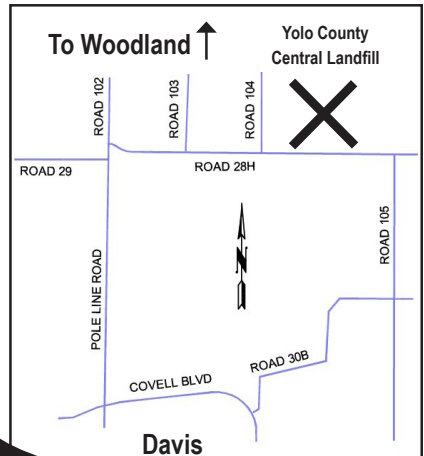 To Woodland
Yolo County
Central Landfill
ROAD 102
ROAD 103
ROAD 104
ROAD 29
ROAD 28H
ROAD 105
POLE LINE ROAD
N
ROAD 30B
COVELL BLVD
Davis